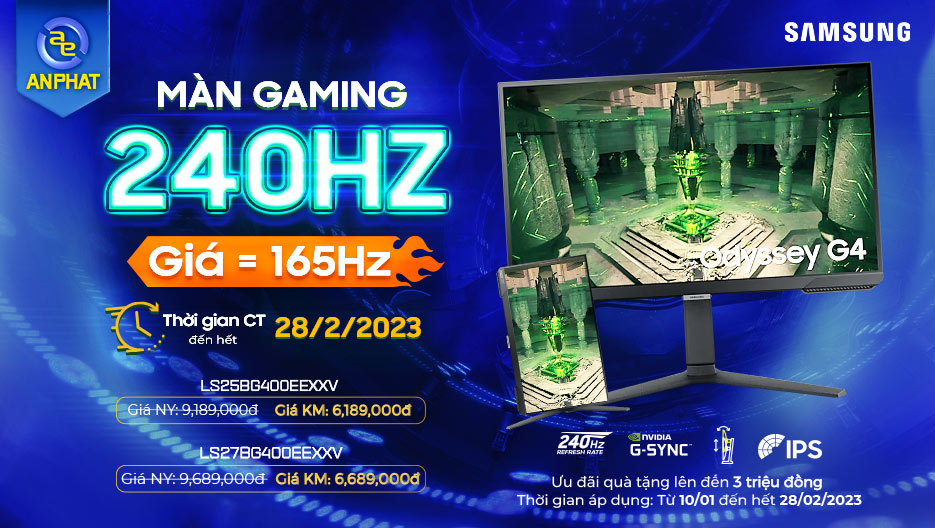 ae
ANPHAT
SAMSUNG
MÀN GAMING
240HZ
Giá = 165Hz
Thời gian CT
đến hết
28/2/2023
LS25BG400EEXXV
Giá NY: 9,189,000đ Giá KM: 6,189,000đ
LS27BG400EEXXV
Giá NY: 9,689,000đ Giá KM: 6,689,000đ
Odyssey G4
SAMSUNG
240HZ
REFRESH RATE
NVIDIA
G-SYNC™
IPS
Ưu đãi quà tặng lên đến 3 triệu đồng
Thời gian áp dụng: Từ 10/01 đến hết 28/02/2023